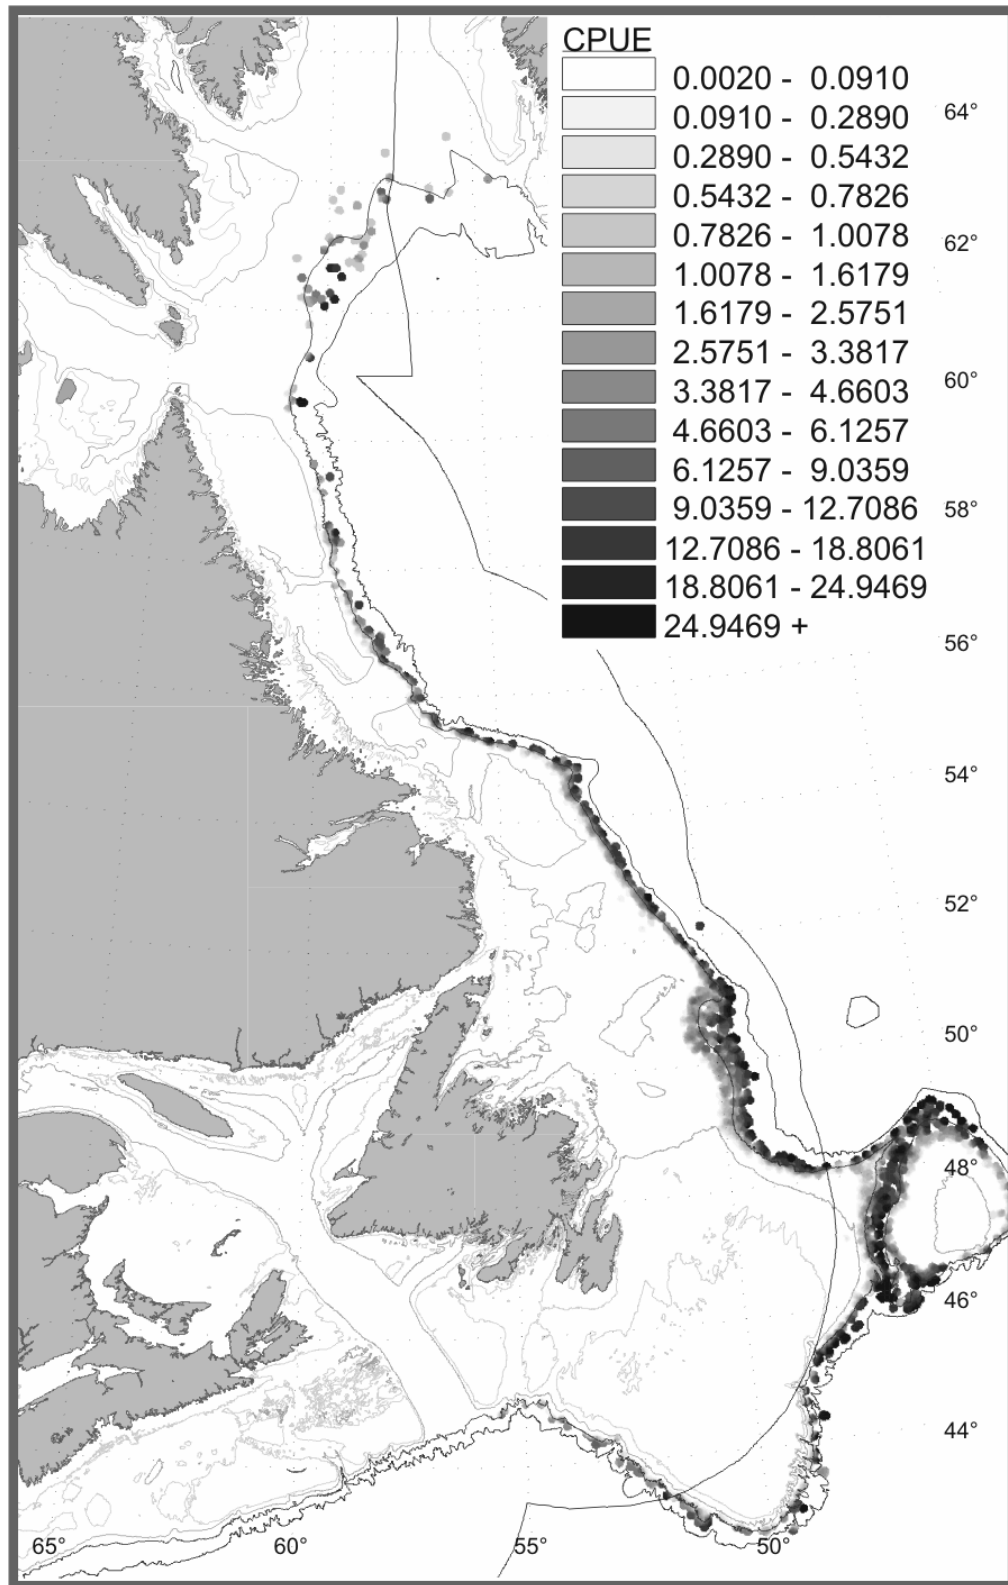 CPUE
0.0020 - 0.0910
0.0910 - 0.2890
0.2890 - 0.5432
0.5432 - 0.7826
0.7826 - 1.0078
1.0078 - 1.6179
1.6179 - 2.5751
2.5751 - 3.3817
3.3817 - 4.6603
4.6603 - 6.1257
6.1257 - 9.0359
9.0359 - 12.7086
12.7086 - 18.8061
18.8061 - 24.9469
24.9469 +
64°
62°
60°
58°
56°
54°
52°
50°
48°
46°
44°
65° 60° 55° 50°